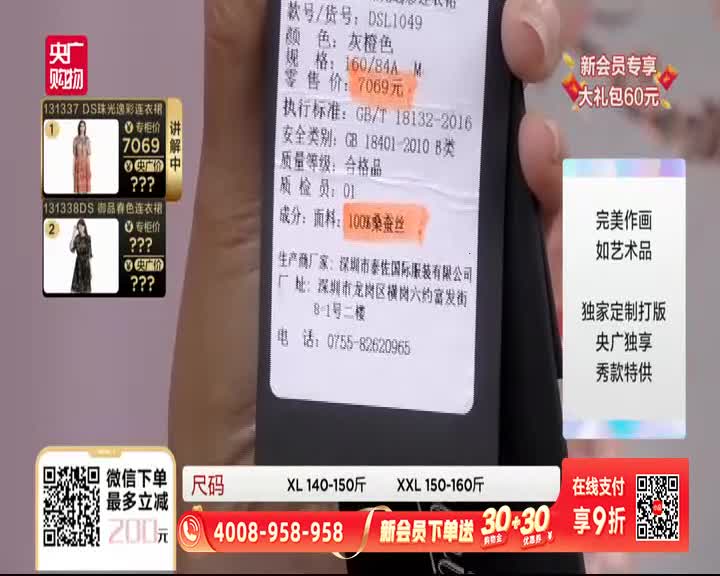 款号/货号：DSL1049
颜 色：灰橙色
规 格：160/84A M
零 售 价：7069元
执行标准：GB/T 18132-2016
安全类别：GB 18401-2010 B类
质量等级：合格品
质 检 员：01
成分：面料：100%桑蚕丝
生产商厂家：深圳市泰佐国际服装有限公司
厂 址：深圳市龙岗区横岗六约富发街
8-1号二楼
电 话：0755-82620965
央广
购物
131337 DS珠光逸彩连衣裙
1
专柜价
7069
央广价
???
讲解中
131338DS 御品春色连衣裙
2
专柜价
???
央广价
???
新会员专享
大礼包60元
完美作画
如艺术品
独家定制打版
央广独享
秀款特供
微信下单
最多立减
200元
尺码 XL 140-150斤 XXL 150-160斤
4008-958-958
新会员下单送 30+30
购物金 优惠券
在线支付
享9折